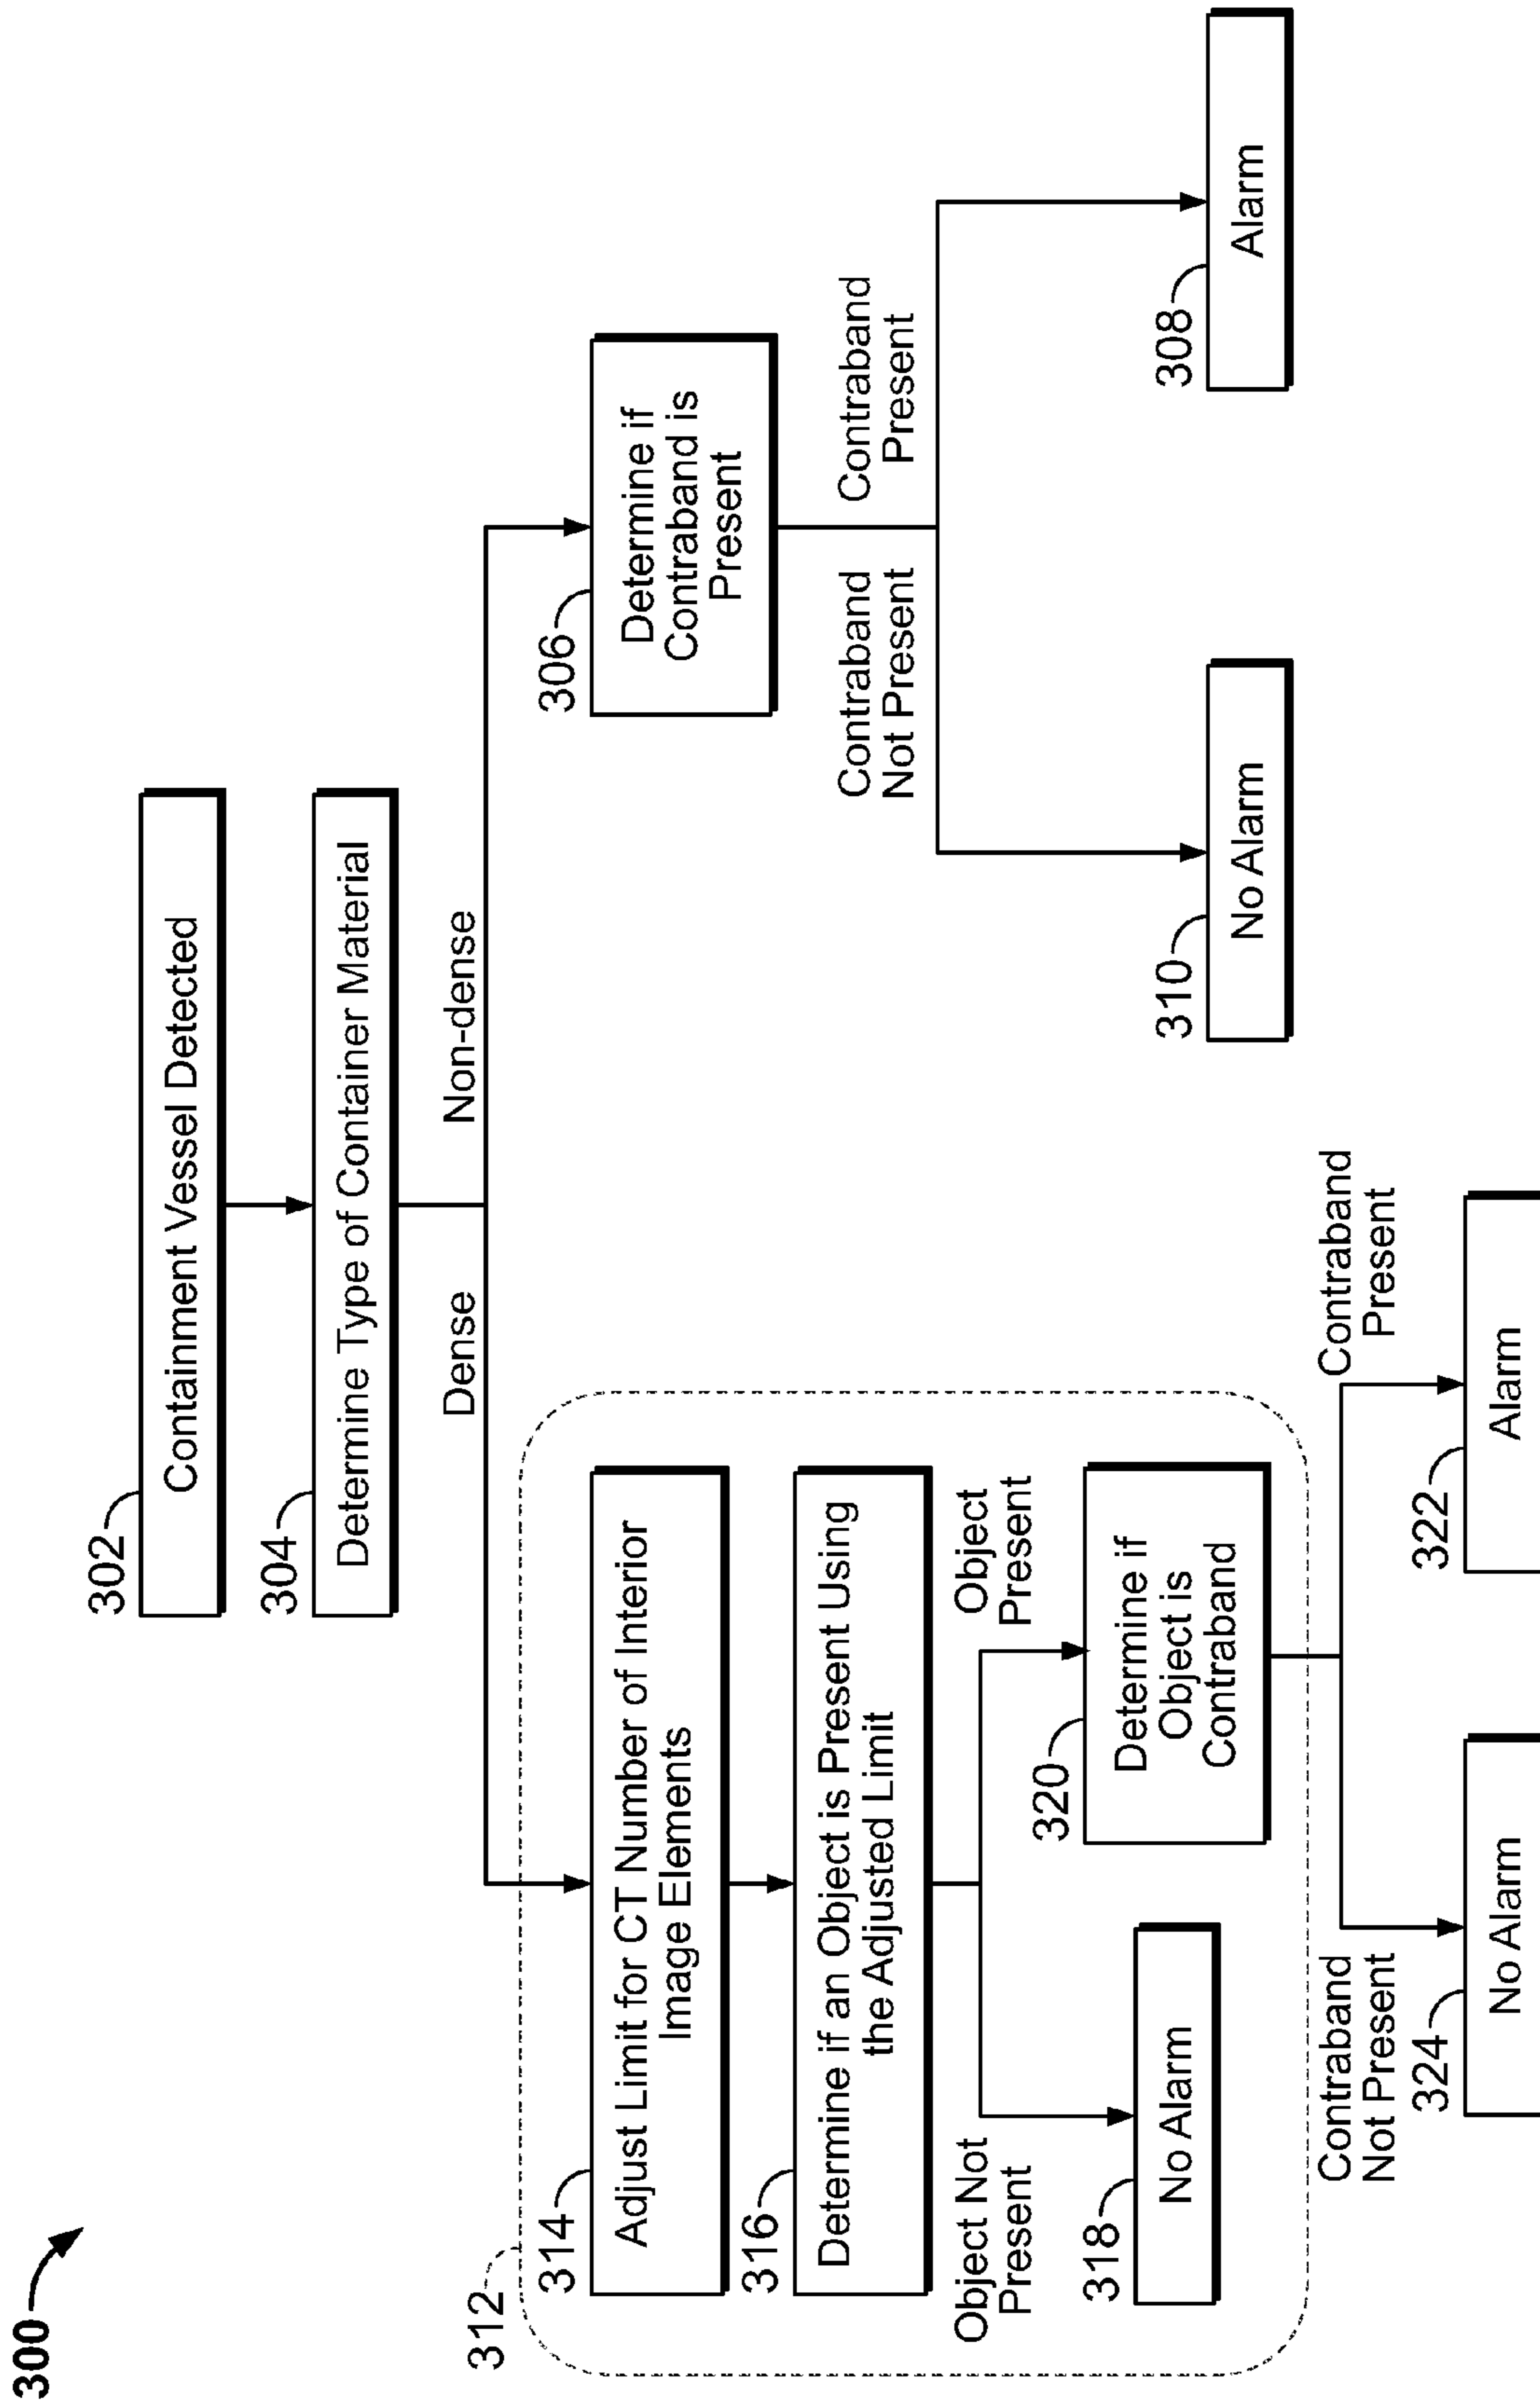 300
302
Containment Vessel Detected
304
Determine Type of Container Material
Dense
Non-dense
312
314
Adjust Limit for CT Number of Interior
Image Elements
316
Determine if an Object is Present Using
the Adjusted Limit
Object Not
Present
Object
Present
318
No Alarm
320
Determine if
Object is
Contraband
Contraband
Not Present
Contraband
Present
324
No Alarm
322
Alarm
306
Determine if
Contraband is
Present
Contraband
Not Present
Contraband
Present
310
No Alarm
308
Alarm